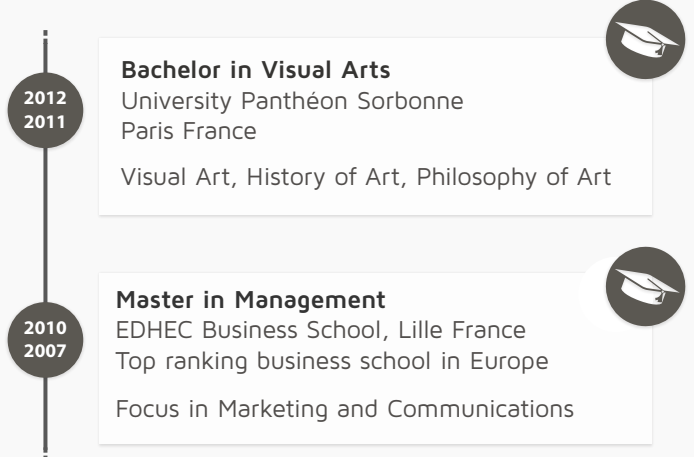 2012
2011
Bachelor in Visual Arts
University Panthéon Sorbonne
Paris France
Visual Art, History of Art, Philosophy of Art
2010
2007
Master in Management
EDHEC Business School, Lille France
Top ranking business school in Europe
Focus in Marketing and Communications